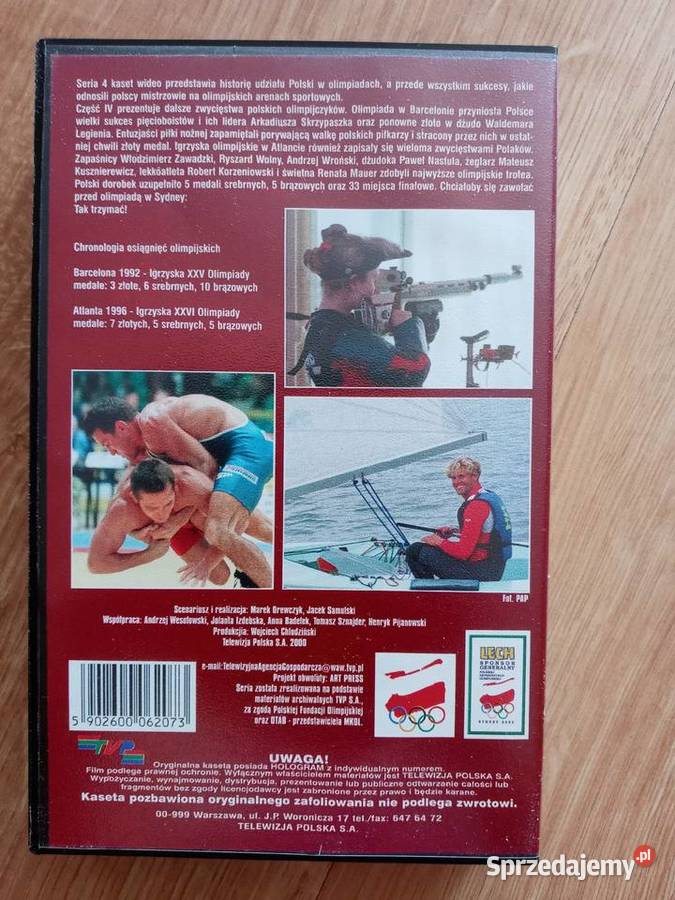 Seria 4 kaset wideo przedstawia historię udziału Polski w olimpiadach, a przede wszystkim sukcesy, jakie
odnosili polscy mistrzowie na olimpijskich arenach sportowych.
Część IV prezentuje dalsze zwycięstwa polskich olimpijczyków. Olimpiada w Barcelonie przyniosła Polsce
wielki sukces pięcioboistów i ich lidera Arkadiusza Skrzypaszka oraz ponowne złoto w dżudo Waldemara
Legienia. Entuzjaści piłki nożnej zapamiętali porywającą walkę polskich piłkarzy i stracony przez nich w ostat-
niej chwili złoty medal. Igrzyska olimpijskie w Atlancie również zapisały się wieloma zwycięstwami Polaków.
Zapaśnicy Włodzimierz Zawadzki, Ryszard Wolny, Andrzej Wroński, dżudoka Paweł Nastula, żeglarz Mateusz
Kusznierewicz, lekkoatleta Robert Korzeniowski i świetna Renata Mauer zdobyli najwyższe olimpijskie trofea.
Polski dorobek uzupełniło 5 medali srebrnych, 5 brązowych oraz 33 miejsca finałowe. Chciałoby się zawołać
przed olimpiadą w Sydney:
Tak trzymać!
Chronologia osiągnięć olimpijskich
Barcelona 1992 - Igrzyska XXV Olimpiady
medale: 3 złote, 6 srebrnych, 10 brązowych
Atlanta 1996 - Igrzyska XXVI Olimpiady
medale: 7 złotych, 5 srebrnych, 5 brązowych
Fot. PAP
Scenariusz i realizacja: Marek Drewczyk, Jacek Samulski
Współpraca: Andrzej Wesołowski, Jolanta Izdebska, Anna Badełek, Tomasz Sznajder, Henryk Pijanowski
Produkcja: Wojciech Chłudziński
Telewizja Polska S.A. 2000
e-mail:TelewizyjnaAgencjaGospodarcza@www.tvp.pl
Projekt obwoluty: ART PRESS
Seria została zrealizowana na podstawie
materiałów archiwalnych TVP S.A.,
za zgodą Polskiej Fundacji Olimpijskiej
oraz OTAB - przedstawiciela MKOL.
LECH
SPONSOR
GENERALNY
SYDNEY 2000
5 902600 062073
TVP
UWAGA!
Oryginalna kaseta posiada HOLOGRAM z indywidualnym numerem.
Film podlega prawnej ochronie. Wyłącznym właścicielem materiałów jest TELEWIZJA POLSKA S.A.
Wypożyczanie, wynajmowanie, dystrybucja, prezentowanie lub publiczne odtwarzanie całości lub
fragmentów bez zgody licencjodawcy jest zabronione przez prawo i będzie karane.
Kaseta pozbawiona oryginalnego zafoliowania nie podlega zwrotowi.
00-999 Warszawa, ul. J.P. Woronicza 17 tel./fax: 647 64 72
TELEWIZJA POLSKA S.A.
Sprzedajemy.pl